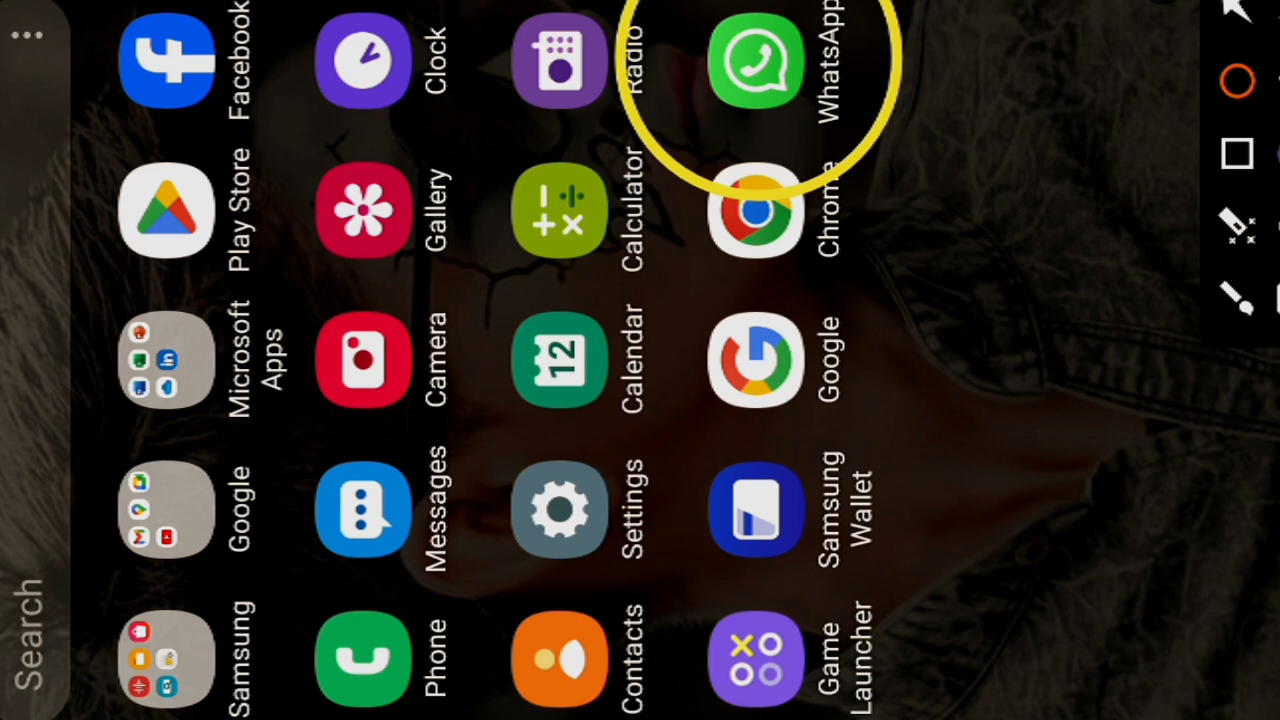 Search
Samsung
Google
Microsoft
Apps
Play Store
Facebook
Phone
Messages
Camera
Gallery
Clock
Contacts
Settings
12
Calendar
Calculator
Radio
Game
Launcher
Samsung
Wallet
Google
Chrome
WhatsApp